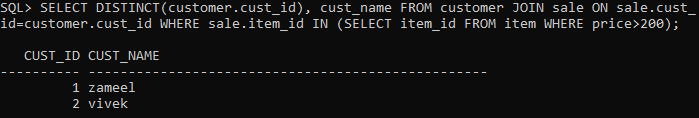 SQL> SELECT DISTINCT(customer.cust_id), cust_name FROM customer JOIN sale ON sale.cust_
id=customer.cust_id WHERE sale.item_id IN (SELECT item_id FROM item WHERE price>200);
   CUST_ID CUST_NAME
---------- --------------------------------------------------
         1 zameel
         2 vivek